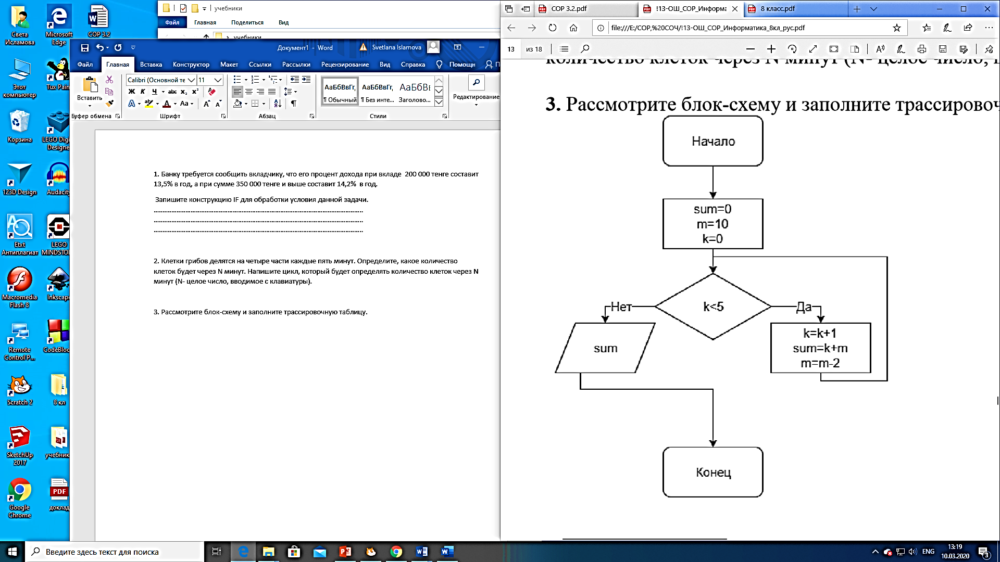 Света
Исламова
Microsoft
Edge
СОР 3.2
Этот
компьютер
Tux Pain
Корзина
LEGO Digi
Designe
123D Design
Audacity
Etxt
Антиплагиат
LEGO
MINDSTO
Macromedia
Flash 8
Inkscape
Remote
Control P...
CodeBloc
Scratch 2
8 кл
SketchUp
2017
учебник
Google
Chrome
PDF
доклад
учебники
Файл
Главная
Поделиться
Вид
учебники
Документ1 - Word
Svetlana Islamova
Файл Главная Вставка Конструктор Макет Ссылки Рассылки Рецензирование Вид Справка Помощн П
Вставить
Calibri (Основной те 11
Ж К Ч abc x₂ x²
A aby A Aa A A
АаБбВвГг, АаБбВвГг, АаБбВв
¶ Обычный ¶ Без инте... Заголово...
Редактирование
Буфер обмена Шрифт Абзац Стили
1. Банку требуется сообщить вкладчику, что его процент дохода при вкладе 200 000 тенге составит
13,5% в год, а при сумме 350 000 тенге и выше составит 14,2% в год.
Запишите конструкцию IF для обработки условия данной задачи.
2. Клетки грибов делятся на четыре части каждые пять минут. Определите, какое количество
клеток будет через N минут. Напишите цикл, который будет определять количество клеток через N
минут (N- целое число, вводимое с клавиатуры).
3. Рассмотрите блок-схему и заполните трассировочную таблицу.
СОР 3.2.pdf
!13-ОШ_СОР_Информа
8 класс.pdf
file:///E:/СОР,%20СОЧ/!13-ОШ_СОР_Информатика_8кл_рус.pdf
13 из 18
количество клеток через N минут (N- целое число,
3. Рассмотрите блок-схему и заполните трассировоч
Начало
sum=0
m=10
k=0
k<5
Нет
Да
sum
k=k+1
sum=k+m
m=m-2
Конец
Введите здесь текст для поиска
ENG
13:19
10.03.2020
3